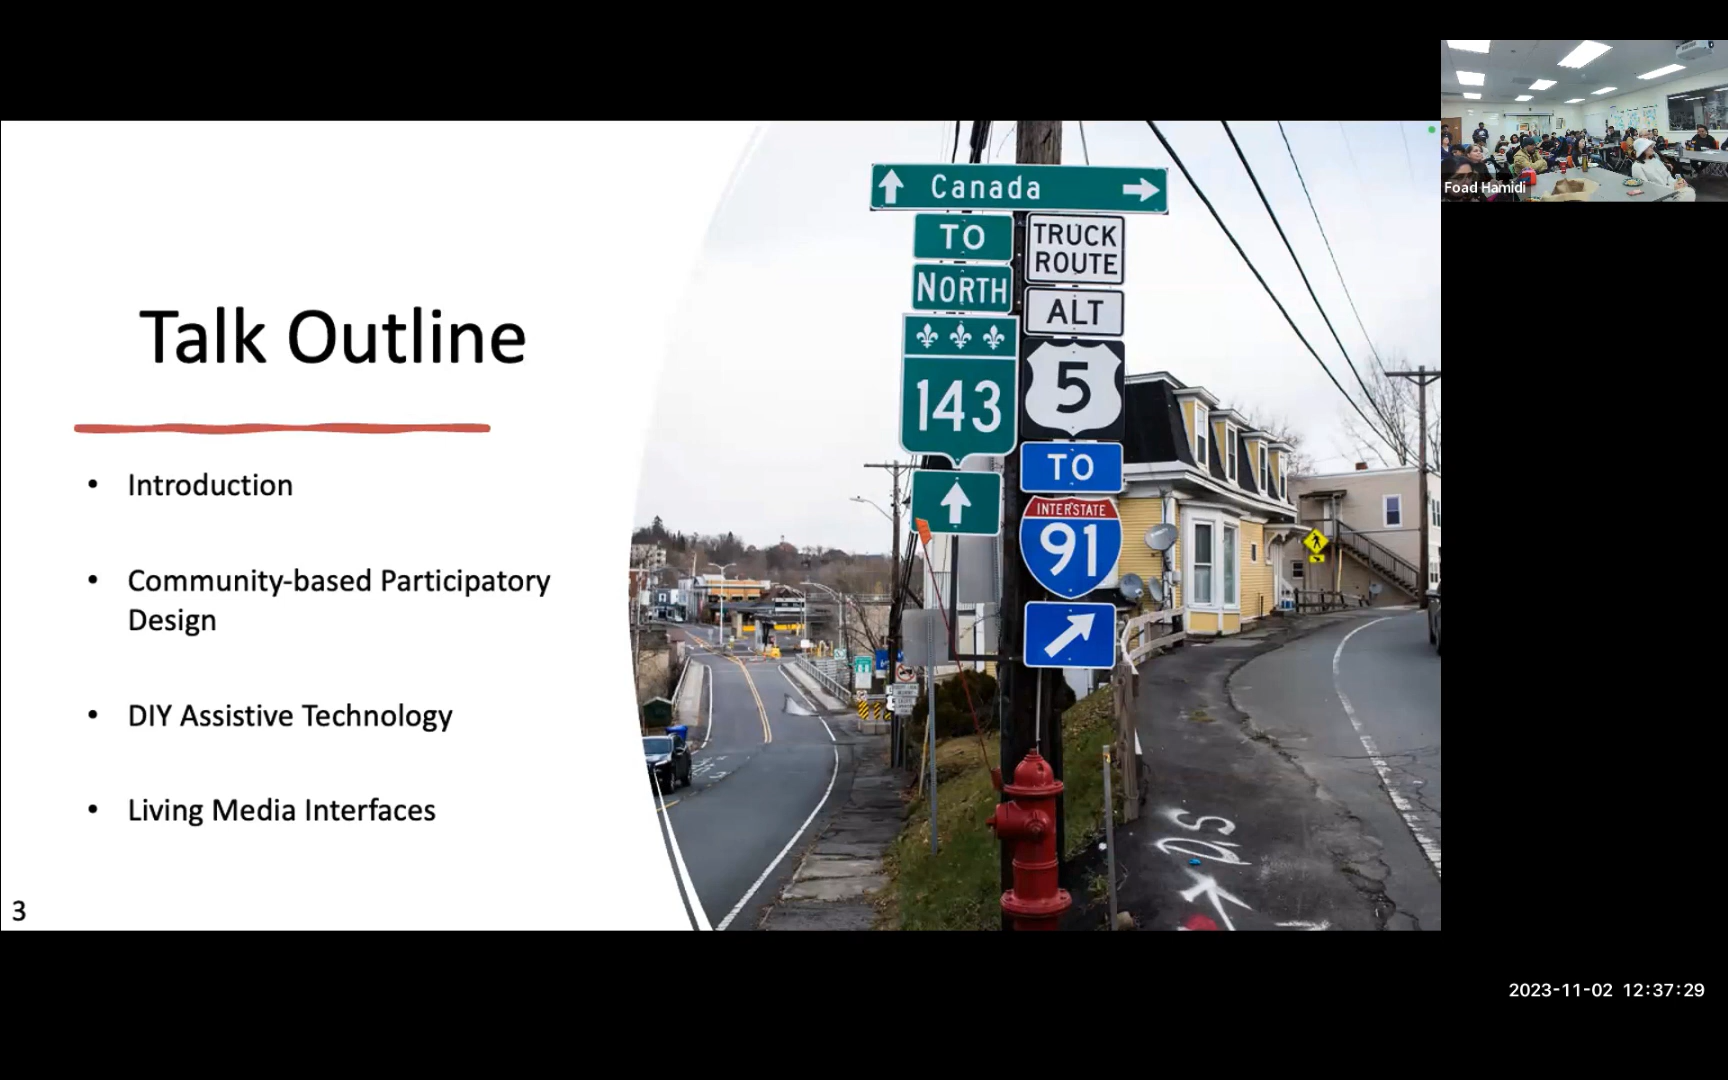 Talk Outline
• Introduction
• Community-based Participatory
Design
• DIY Assistive Technology
• Living Media Interfaces
3
Canada
TO
NORTH
143
TRUCK
ROUTE
ALT
5
TO
INTERSTATE
91
Foad Hamidi
2023-11-02 12:37:29